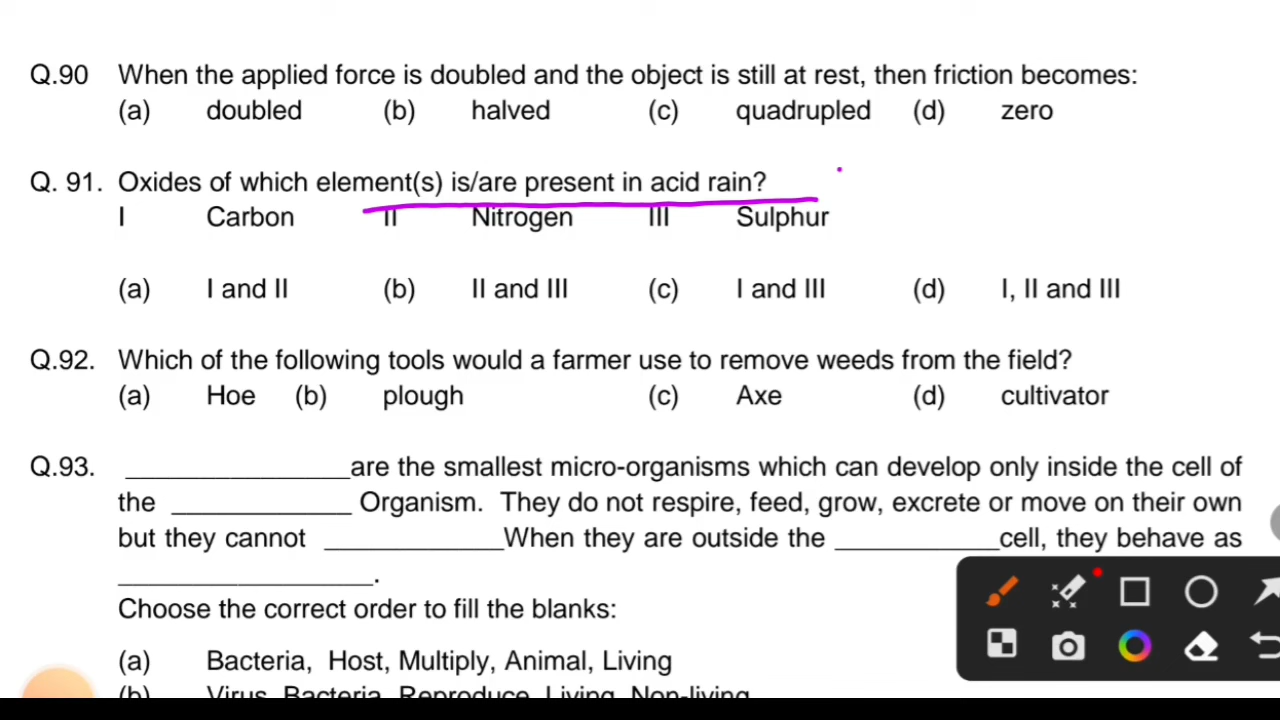 Q.90 When the applied force is doubled and the object is still at rest, then friction becomes:
(a) doubled (b) halved (c) quadrupled (d) zero
Q. 91. Oxides of which element(s) is/are present in acid rain?
I Carbon II Nitrogen III Sulphur
(a) I and II (b) II and III (c) I and III (d) I, II and III
Q.92. Which of the following tools would a farmer use to remove weeds from the field?
(a) Hoe (b) plough (c) Axe (d) cultivator
Q.93. ________________are the smallest micro-organisms which can develop only inside the cell of
the _____________ Organism. They do not respire, feed, grow, excrete or move on their own
but they cannot _____________When they are outside the ____________cell, they behave as
__________________.
Choose the correct order to fill the blanks:
(a) Bacteria, Host, Multiply, Animal, Living
(b) Virus, Bacteria, Reproduce, Living, Non-living